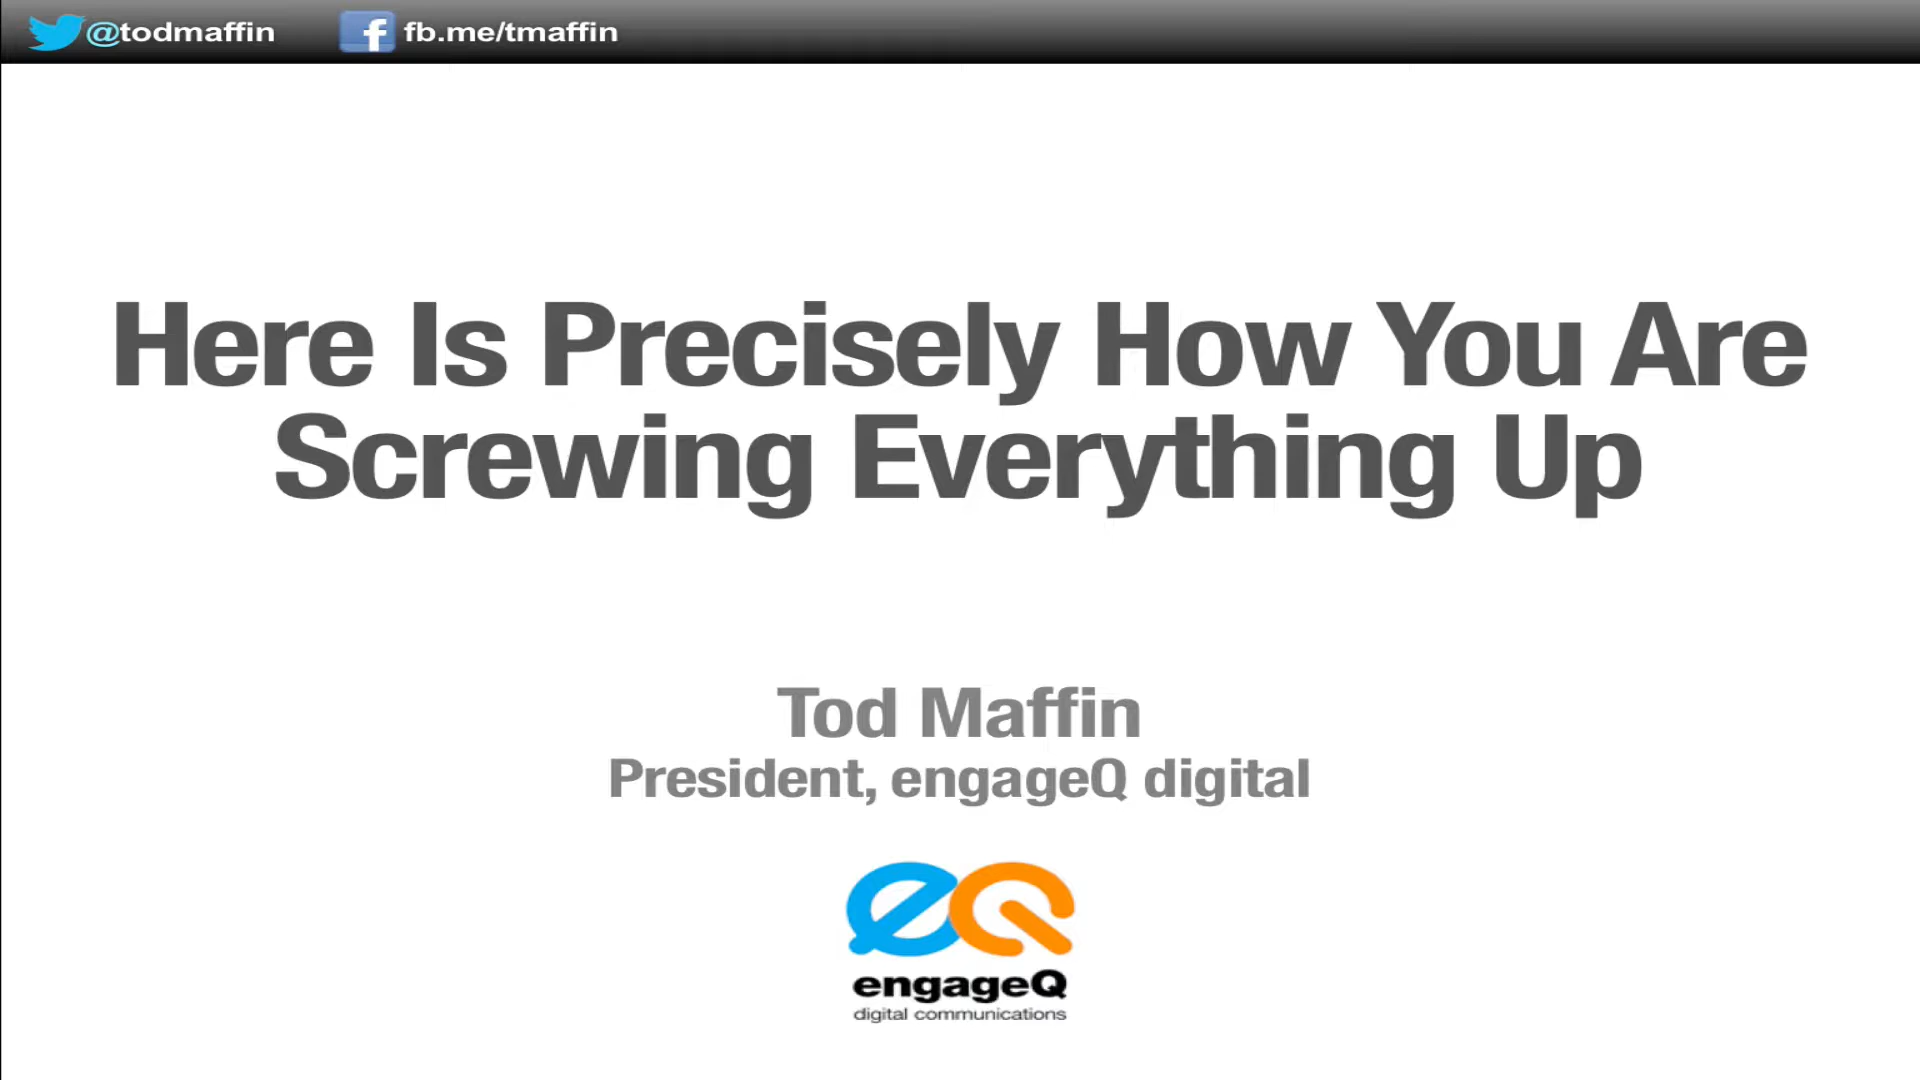 @todmaffin fb.me/tmaffin
Here Is Precisely How You Are
Screwing Everything Up
Tod Maffin
President, engageQ digital
eQ
engageQ
digital communications